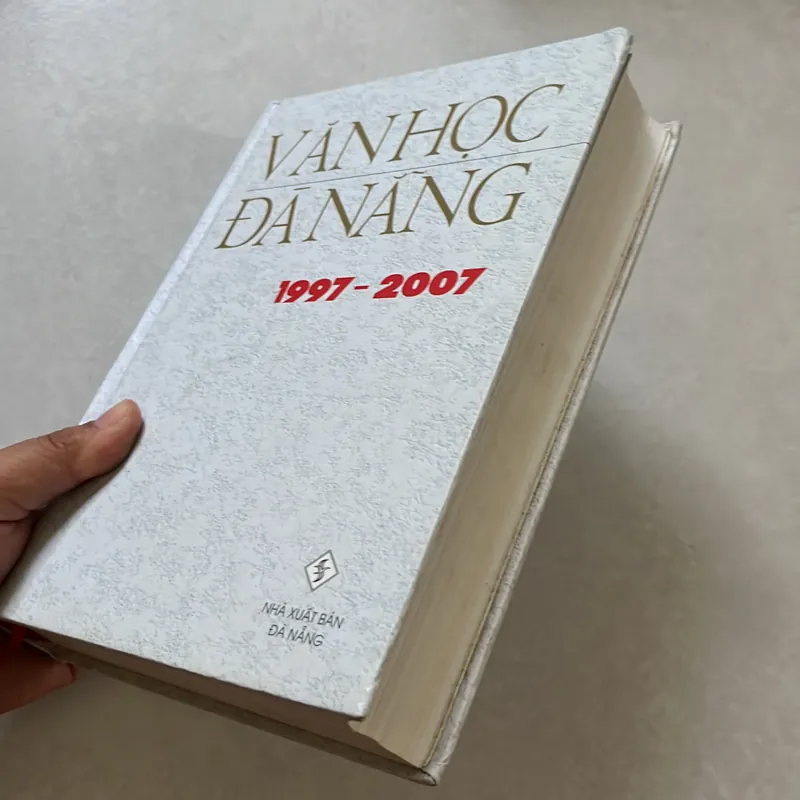 VĂN HỌC
ĐÀ NẴNG
1997-2007
NHÀ XUẤT BẢN
ĐÀ NẴNG